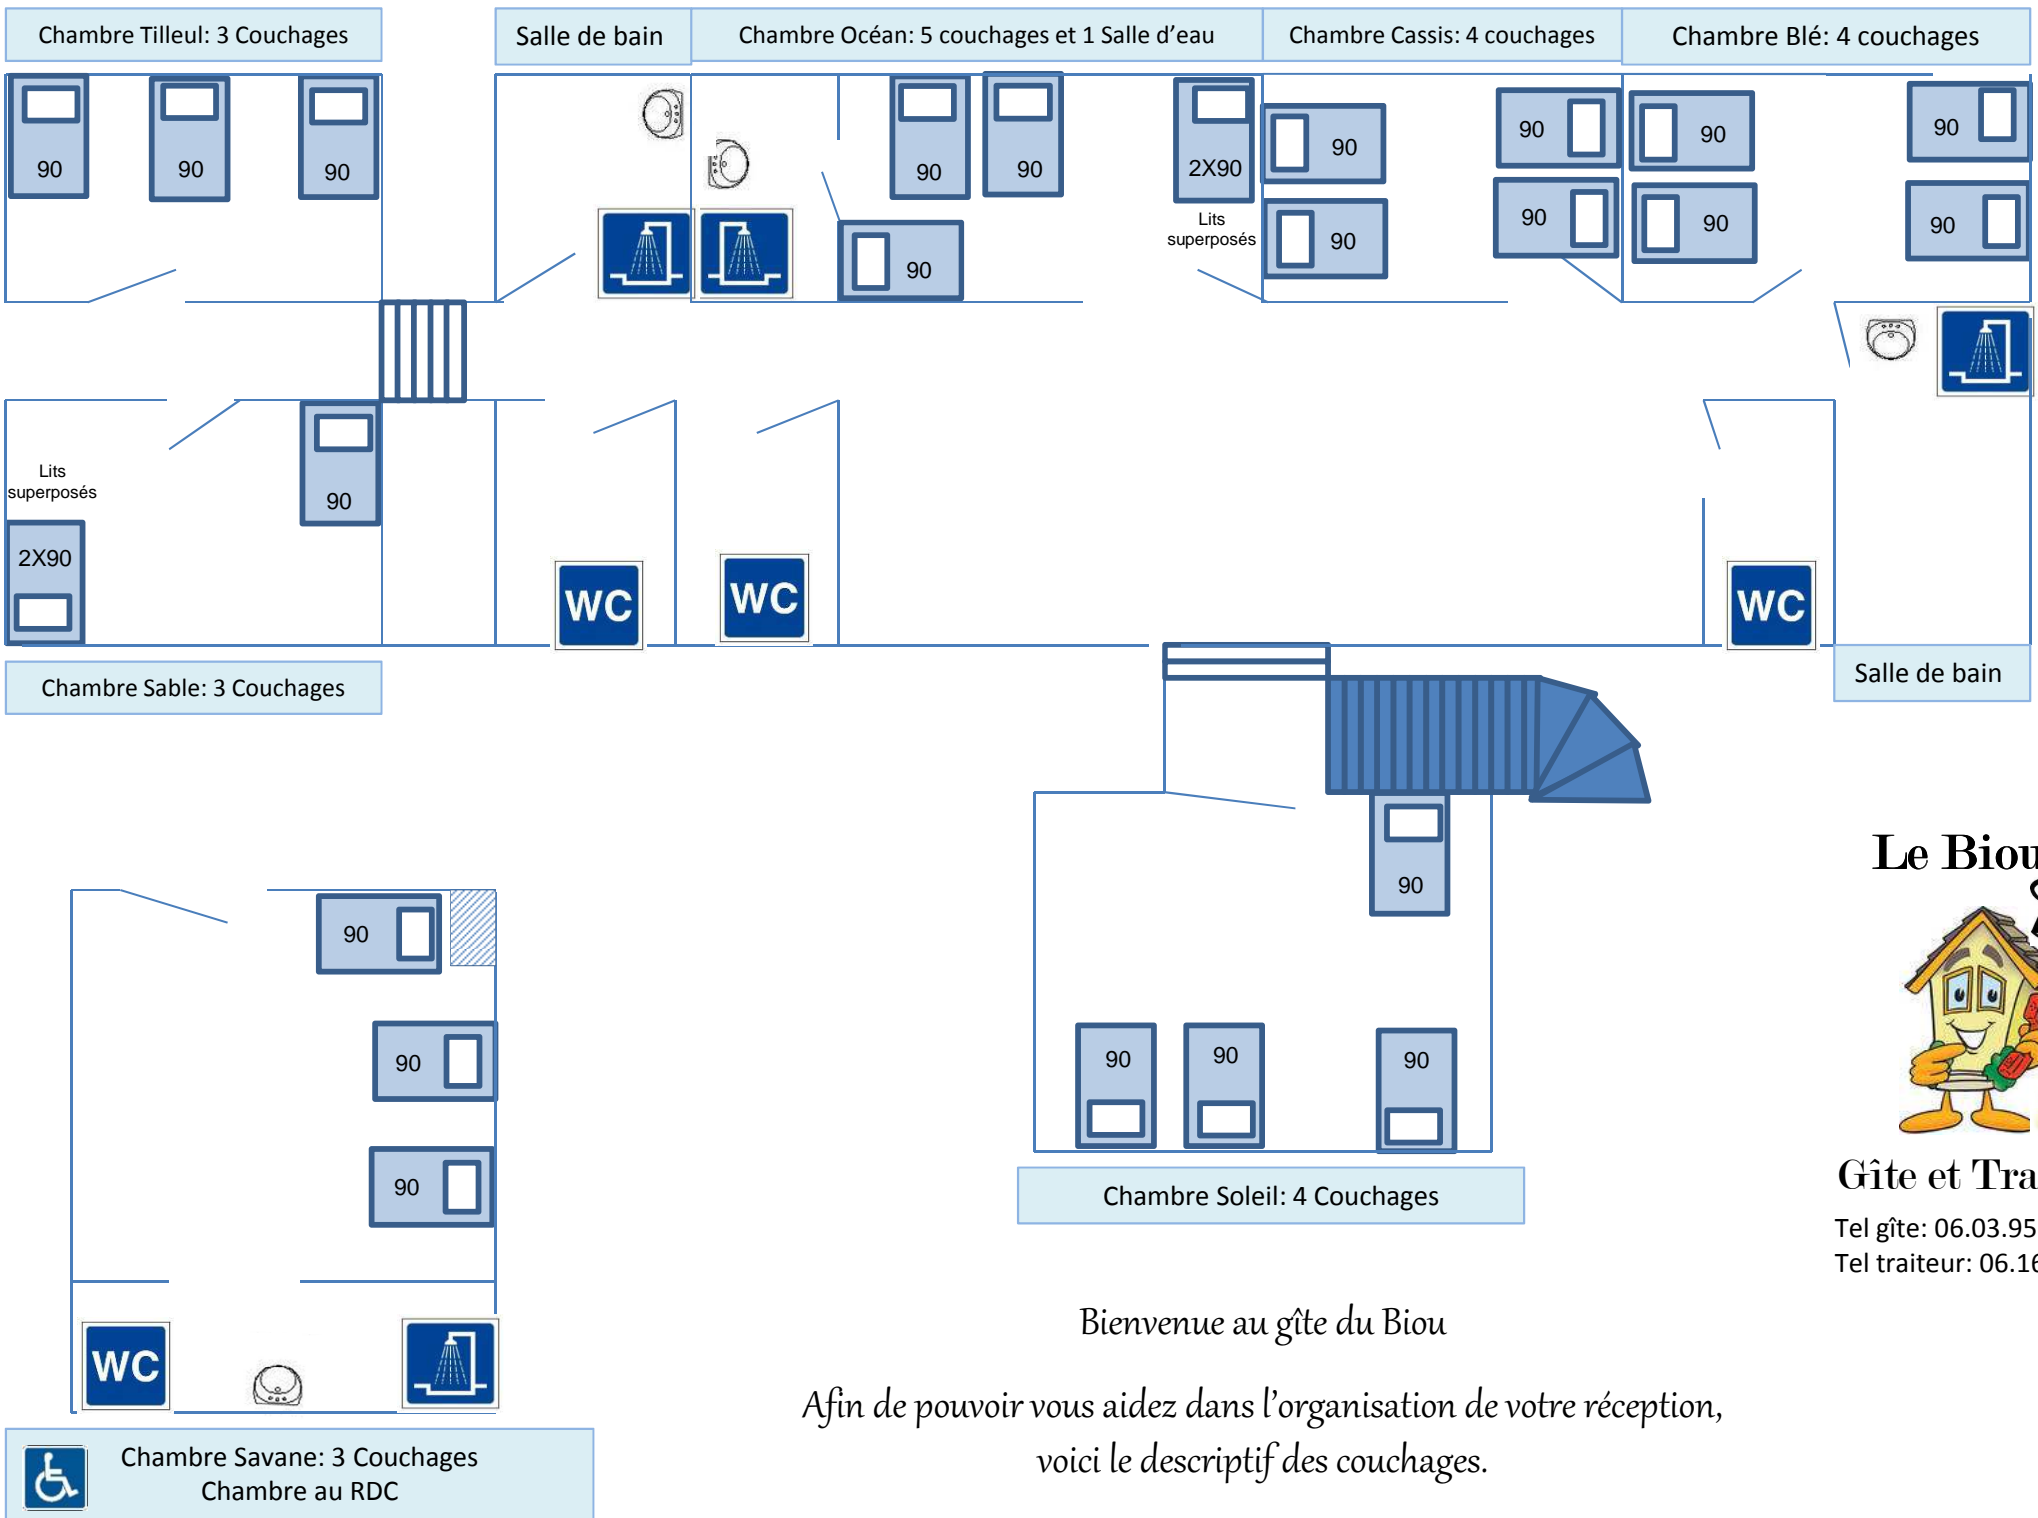 Chambre Tilleul: 3 Couchages
Salle de bain
Chambre Océan: 5 couchages et 1 Salle d’eau
Chambre Cassis: 4 couchages
Chambre Blé: 4 couchages
90
90
90
90
90
2X90
Lits
superposés
90
90
90
90
90
90
90
90
90
Lits
superposés
2X90
90
WC
WC
WC
Chambre Sable: 3 Couchages
Salle de bain
90
90
90
90
Chambre Soleil: 4 Couchages
90
90
90
WC
Chambre Savane: 3 Couchages
Chambre au RDC
Le Biou
Gîte et Tra
Tel gîte: 06.03.95
Tel traiteur: 06.16
Bienvenue au gîte du Biou
Afin de pouvoir vous aidez dans l’organisation de votre réception,
voici le descriptif des couchages.